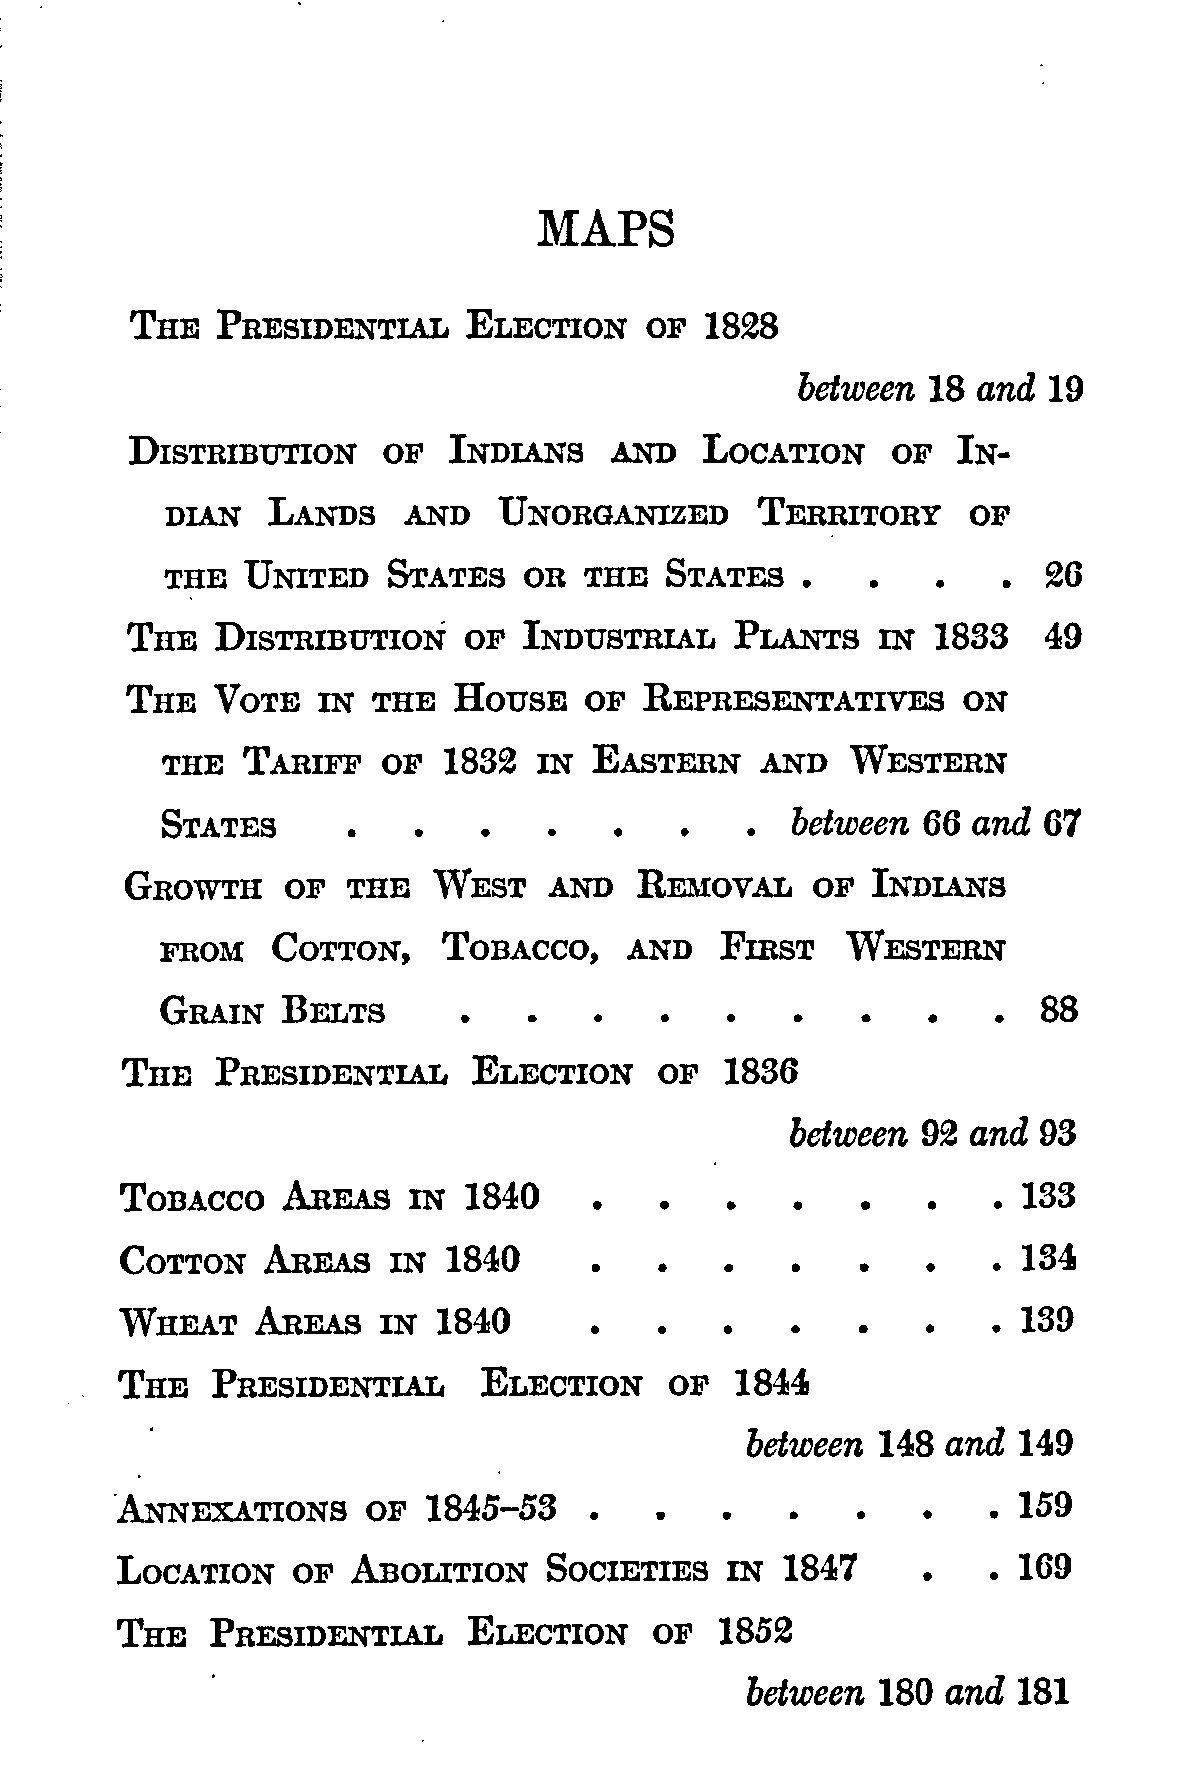 MAPS
The Presidential Election of 1828
between 18 and 19
Distribution of Indians and Location of In-
dian Lands and Unorganized Territory of
the United States or the States . . . . 26
The Distribution of Industrial Plants in 1833 49
The Vote in the House of Representatives on
the Tariff of 1832 in Eastern and Western
States . . . . . . . between 66 and 67
Growth of the West and Removal of Indians
from Cotton, Tobacco, and First Western
Grain Belts . . . . . . . . . 88
The Presidential Election of 1836
between 92 and 93
Tobacco Areas in 1840 . . . . . . . 133
Cotton Areas in 1840 . . . . . . . 134
Wheat Areas in 1840 . . . . . . . 139
The Presidential Election of 1844
between 148 and 149
Annexations of 1845–53 . . . . . . . 159
Location of Abolition Societies in 1847 . . 169
The Presidential Election of 1852
between 180 and 181